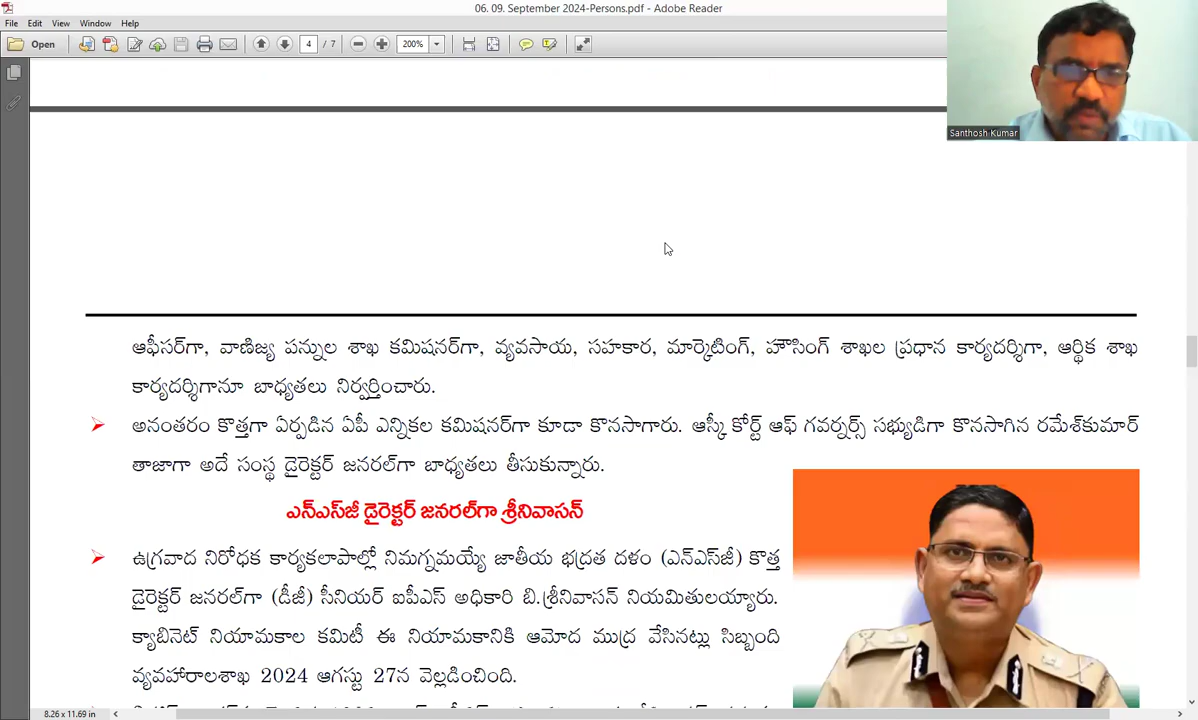 06. 09. September 2024-Persons.pdf - Adobe Reader
File Edit View Window Help
Open 4 / 7 200%
Santhosh Kumar
ఆఫీసర్‌గా, వాణిజ్య పన్నుల శాఖ కమిషనర్‌గా, వ్యవసాయ, సహకార, మార్కెటింగ్, హౌసింగ్ శాఖల ప్రధాన కార్యదర్శిగా, ఆర్థిక శాఖ
కార్యదర్శిగానూ బాధ్యతలు నిర్వర్తించారు.
అనంతరం కొత్తగా ఏర్పడిన ఏపీ ఎన్నికల కమిషనర్‌గా కూడా కొనసాగారు. ఆస్కీ కోర్ట్ ఆఫ్ గవర్నర్స్ సభ్యుడిగా కొనసాగిన రమేశ్‌కుమార్
తాజాగా అదే సంస్థ డైరెక్టర్ జనరల్‌గా బాధ్యతలు తీసుకున్నారు.
ఎన్ఎస్‌జీ డైరెక్టర్ జనరల్‌గా శ్రీనివాసన్
ఉగ్రవాద నిరోధక కార్యకలాపాల్లో నిమగ్నమయ్యే జాతీయ భద్రత దళం (ఎన్ఎస్‌జీ) కొత్త
డైరెక్టర్ జనరల్‌గా (డీజీ) సీనియర్ ఐపీఎస్ అధికారి బి.శ్రీనివాసన్ నియమితులయ్యారు.
క్యాబినెట్ నియామకాల కమిటీ ఈ నియామకానికి ఆమోద ముద్ర వేసినట్లు సిబ్బంది
వ్యవహారాలశాఖ 2024 ఆగస్టు 27న వెల్లడించింది.
8.26 x 11.69 in